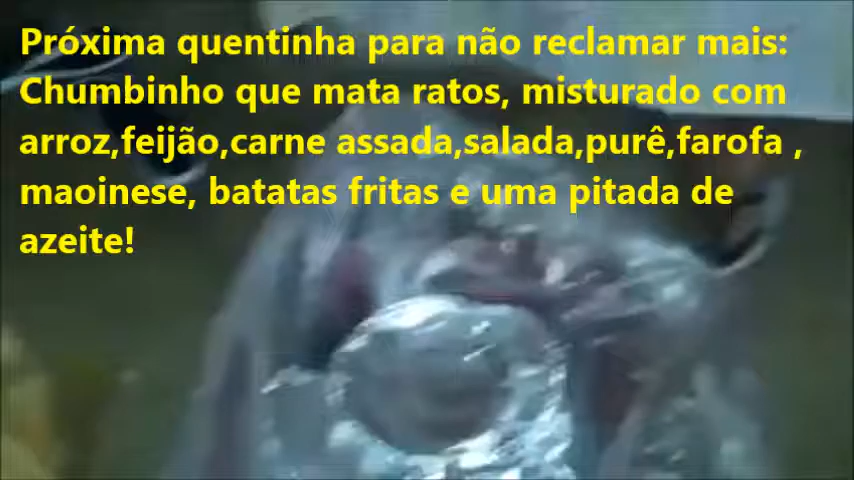 Próxima quentinha para não reclamar mais:
Chumbinho que mata ratos, misturado com
arroz,feijão,carne assada,salada,purê,farofa ,
maoinese, batatas fritas e uma pitada de
azeite!